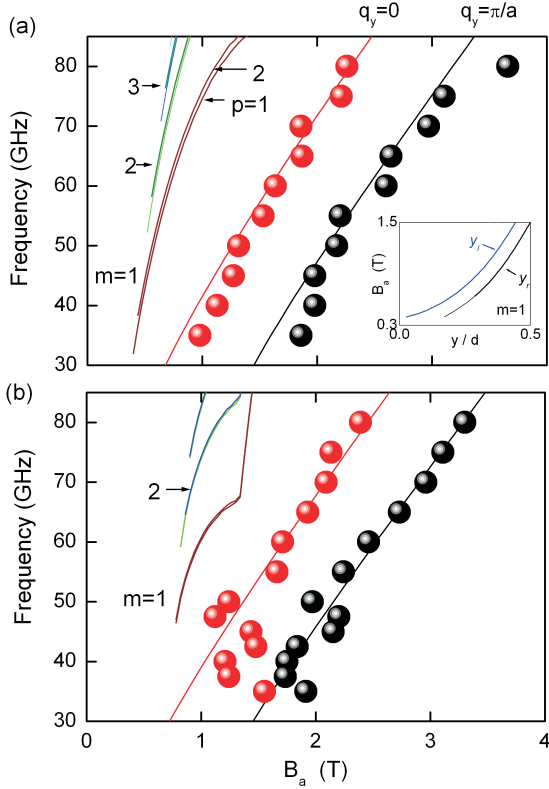 q_y=0 q_y=π/a
(a)
80
70
60
50
40
30
Frequency (GHz)
3
2
p=1
2
m=1
1.5
B_a (T)
0.3
y_l
y_r
m=1
0.0
0.5
y / d
(b)
80
70
60
50
40
30
Frequency (GHz)
2
m=1
0 1 2 3 4
B_a (T)